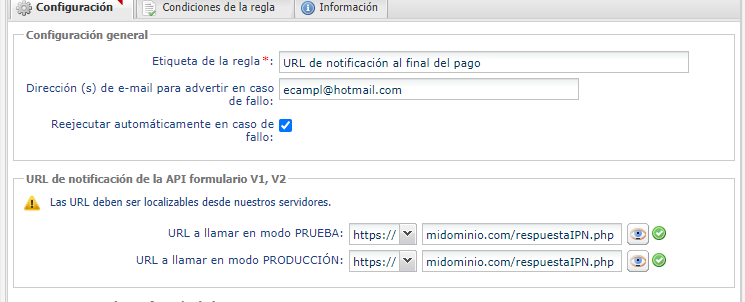 Configuración
Condiciones de la regla
Información
Configuración general
Etiqueta de la regla*:
URL de notificación al final del pago
Dirección (s) de e-mail para advertir en caso
de fallo:
ecampl@hotmail.com
Reejecutar automáticamente en caso de
fallo:
URL de notificación de la API formulario V1, V2
Las URL deben ser localizables desde nuestros servidores.
URL a llamar en modo PRUEBA:
https://
midominio.com/respuestaIPN.php
URL a llamar en modo PRODUCCIÓN:
https://
midominio.com/respuestaIPN.php